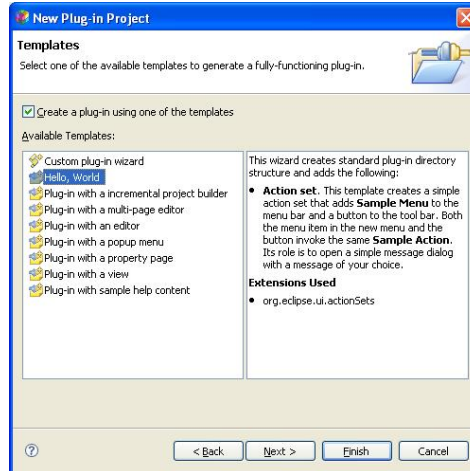 New Plug-in Project
Templates
Select one of the available templates to generate a fully-functioning plug-in.
Create a plug-in using one of the templates
Available Templates:
Custom plug-in wizard
Hello, World
Plug-in with a incremental project builder
Plug-in with a multi-page editor
Plug-in with an editor
Plug-in with a popup menu
Plug-in with a property page
Plug-in with a view
Plug-in with sample help content
This wizard creates standard plug-in directory
structure and adds the following:
• Action set. This template creates a simple
action set that adds Sample Menu to the
menu bar and a button to the tool bar. Both
the menu item in the new menu and the
button invoke the same Sample Action.
Its role is to open a simple message dialog
with a message of your choice.
Extensions Used
• org.eclipse.ui.actionSets
? < Back Next > Finish Cancel